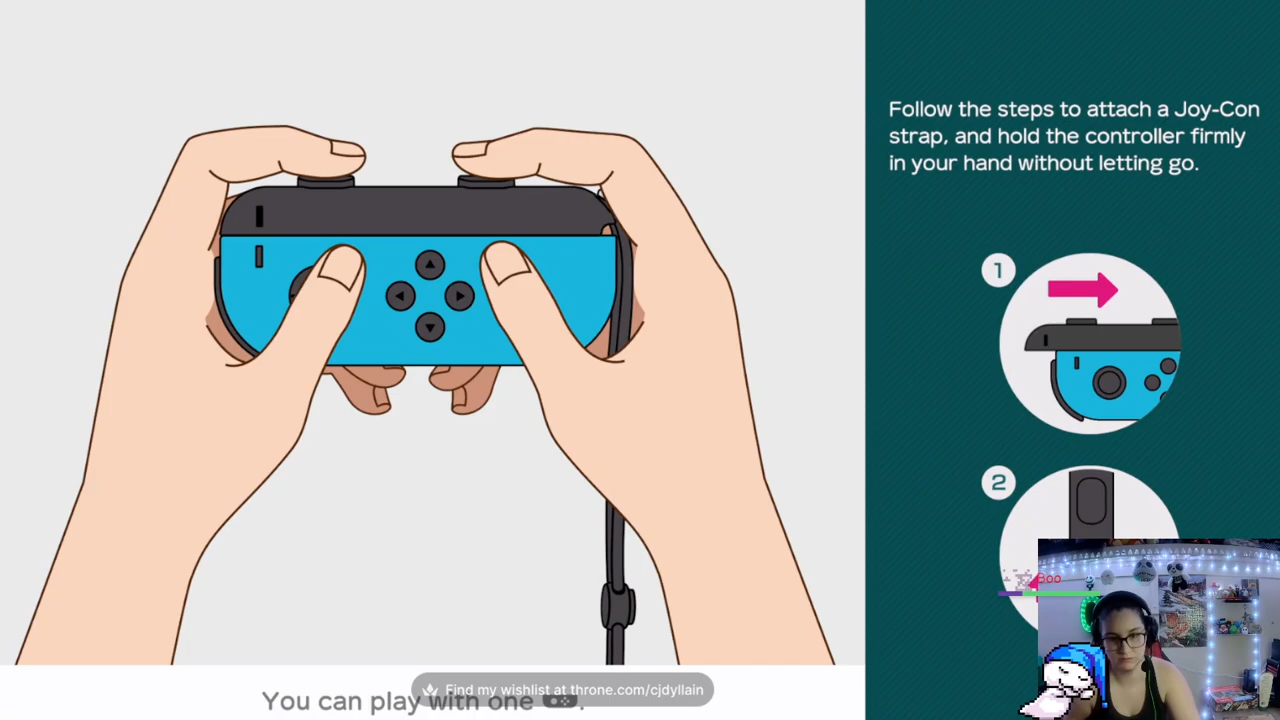 Follow the steps to attach a Joy-Con
strap, and hold the controller firmly
in your hand without letting go.
1
2
Boo
You can play with one .
Find my wishlist at throne.com/cjdyllain